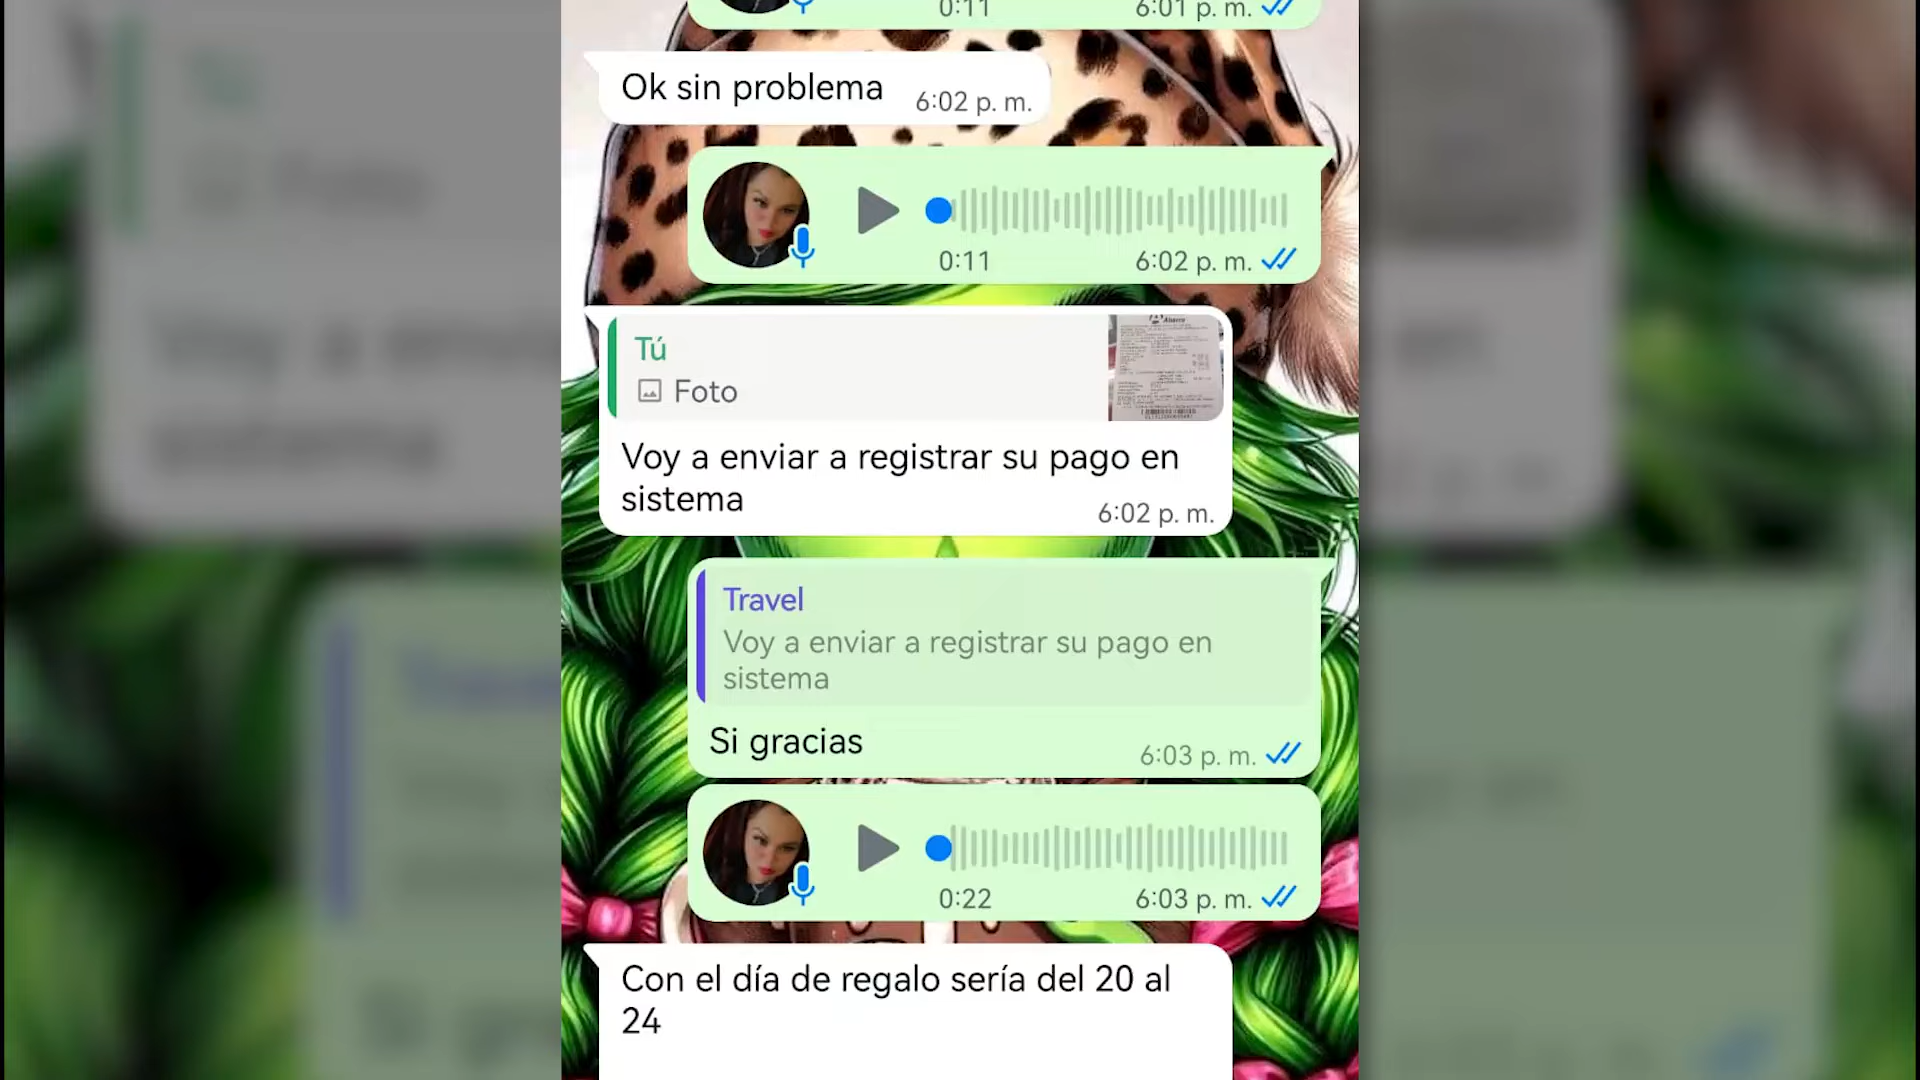 0:11 6:01 p. m.
Ok sin problema 6:02 p. m.
0:11 6:02 p. m.
Tú
Foto
Voy a enviar a registrar su pago en
sistema 6:02 p. m.
Travel
Voy a enviar a registrar su pago en
sistema
Si gracias 6:03 p. m.
0:22 6:03 p. m.
Con el día de regalo sería del 20 al
24